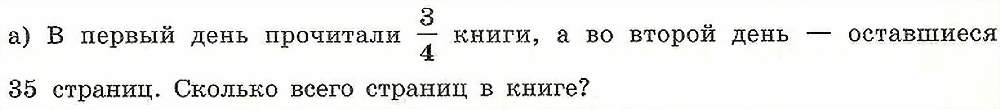 а) В первый день прочитали 3/4 книги, а во второй день — оставшиеся
35 страниц. Сколько всего страниц в книге?